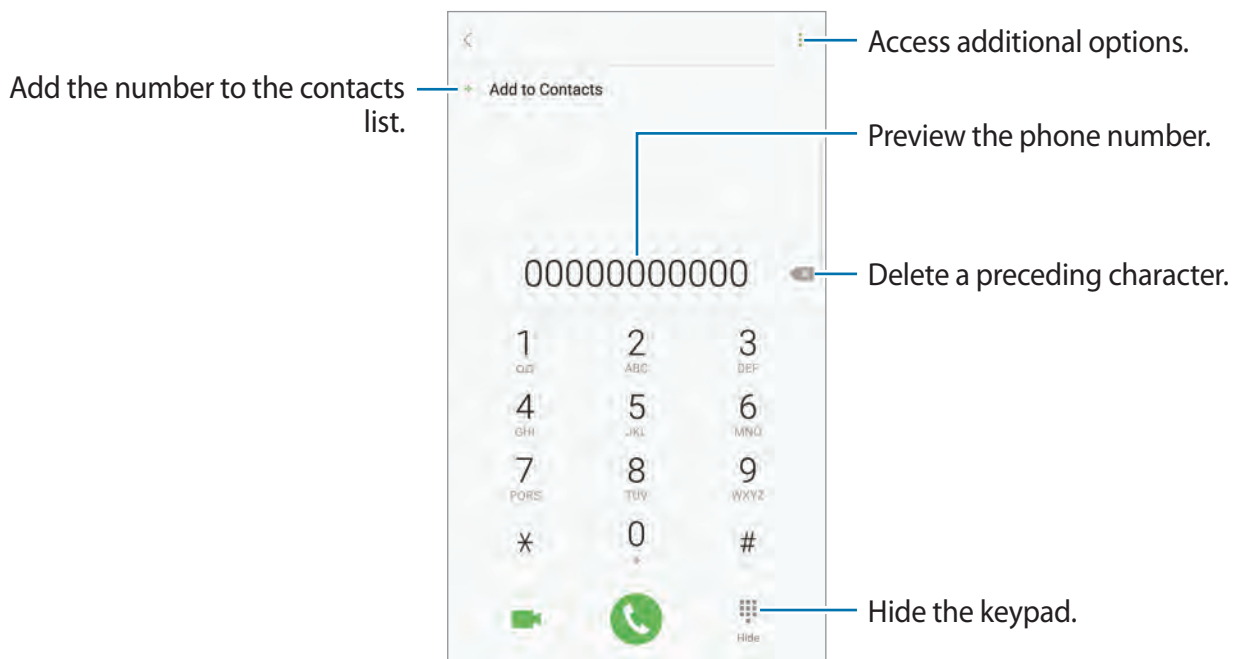 Access additional options.
Add the number to the contacts
list.
Add to Contacts
Preview the phone number.
00000000000
Delete a preceding character.
1
2
ABC
3
DEF
4
GHI
5
JKL
6
MNO
7
PQRS
8
TUV
9
WXYZ
*
0
+
#
Hide
Hide the keypad.